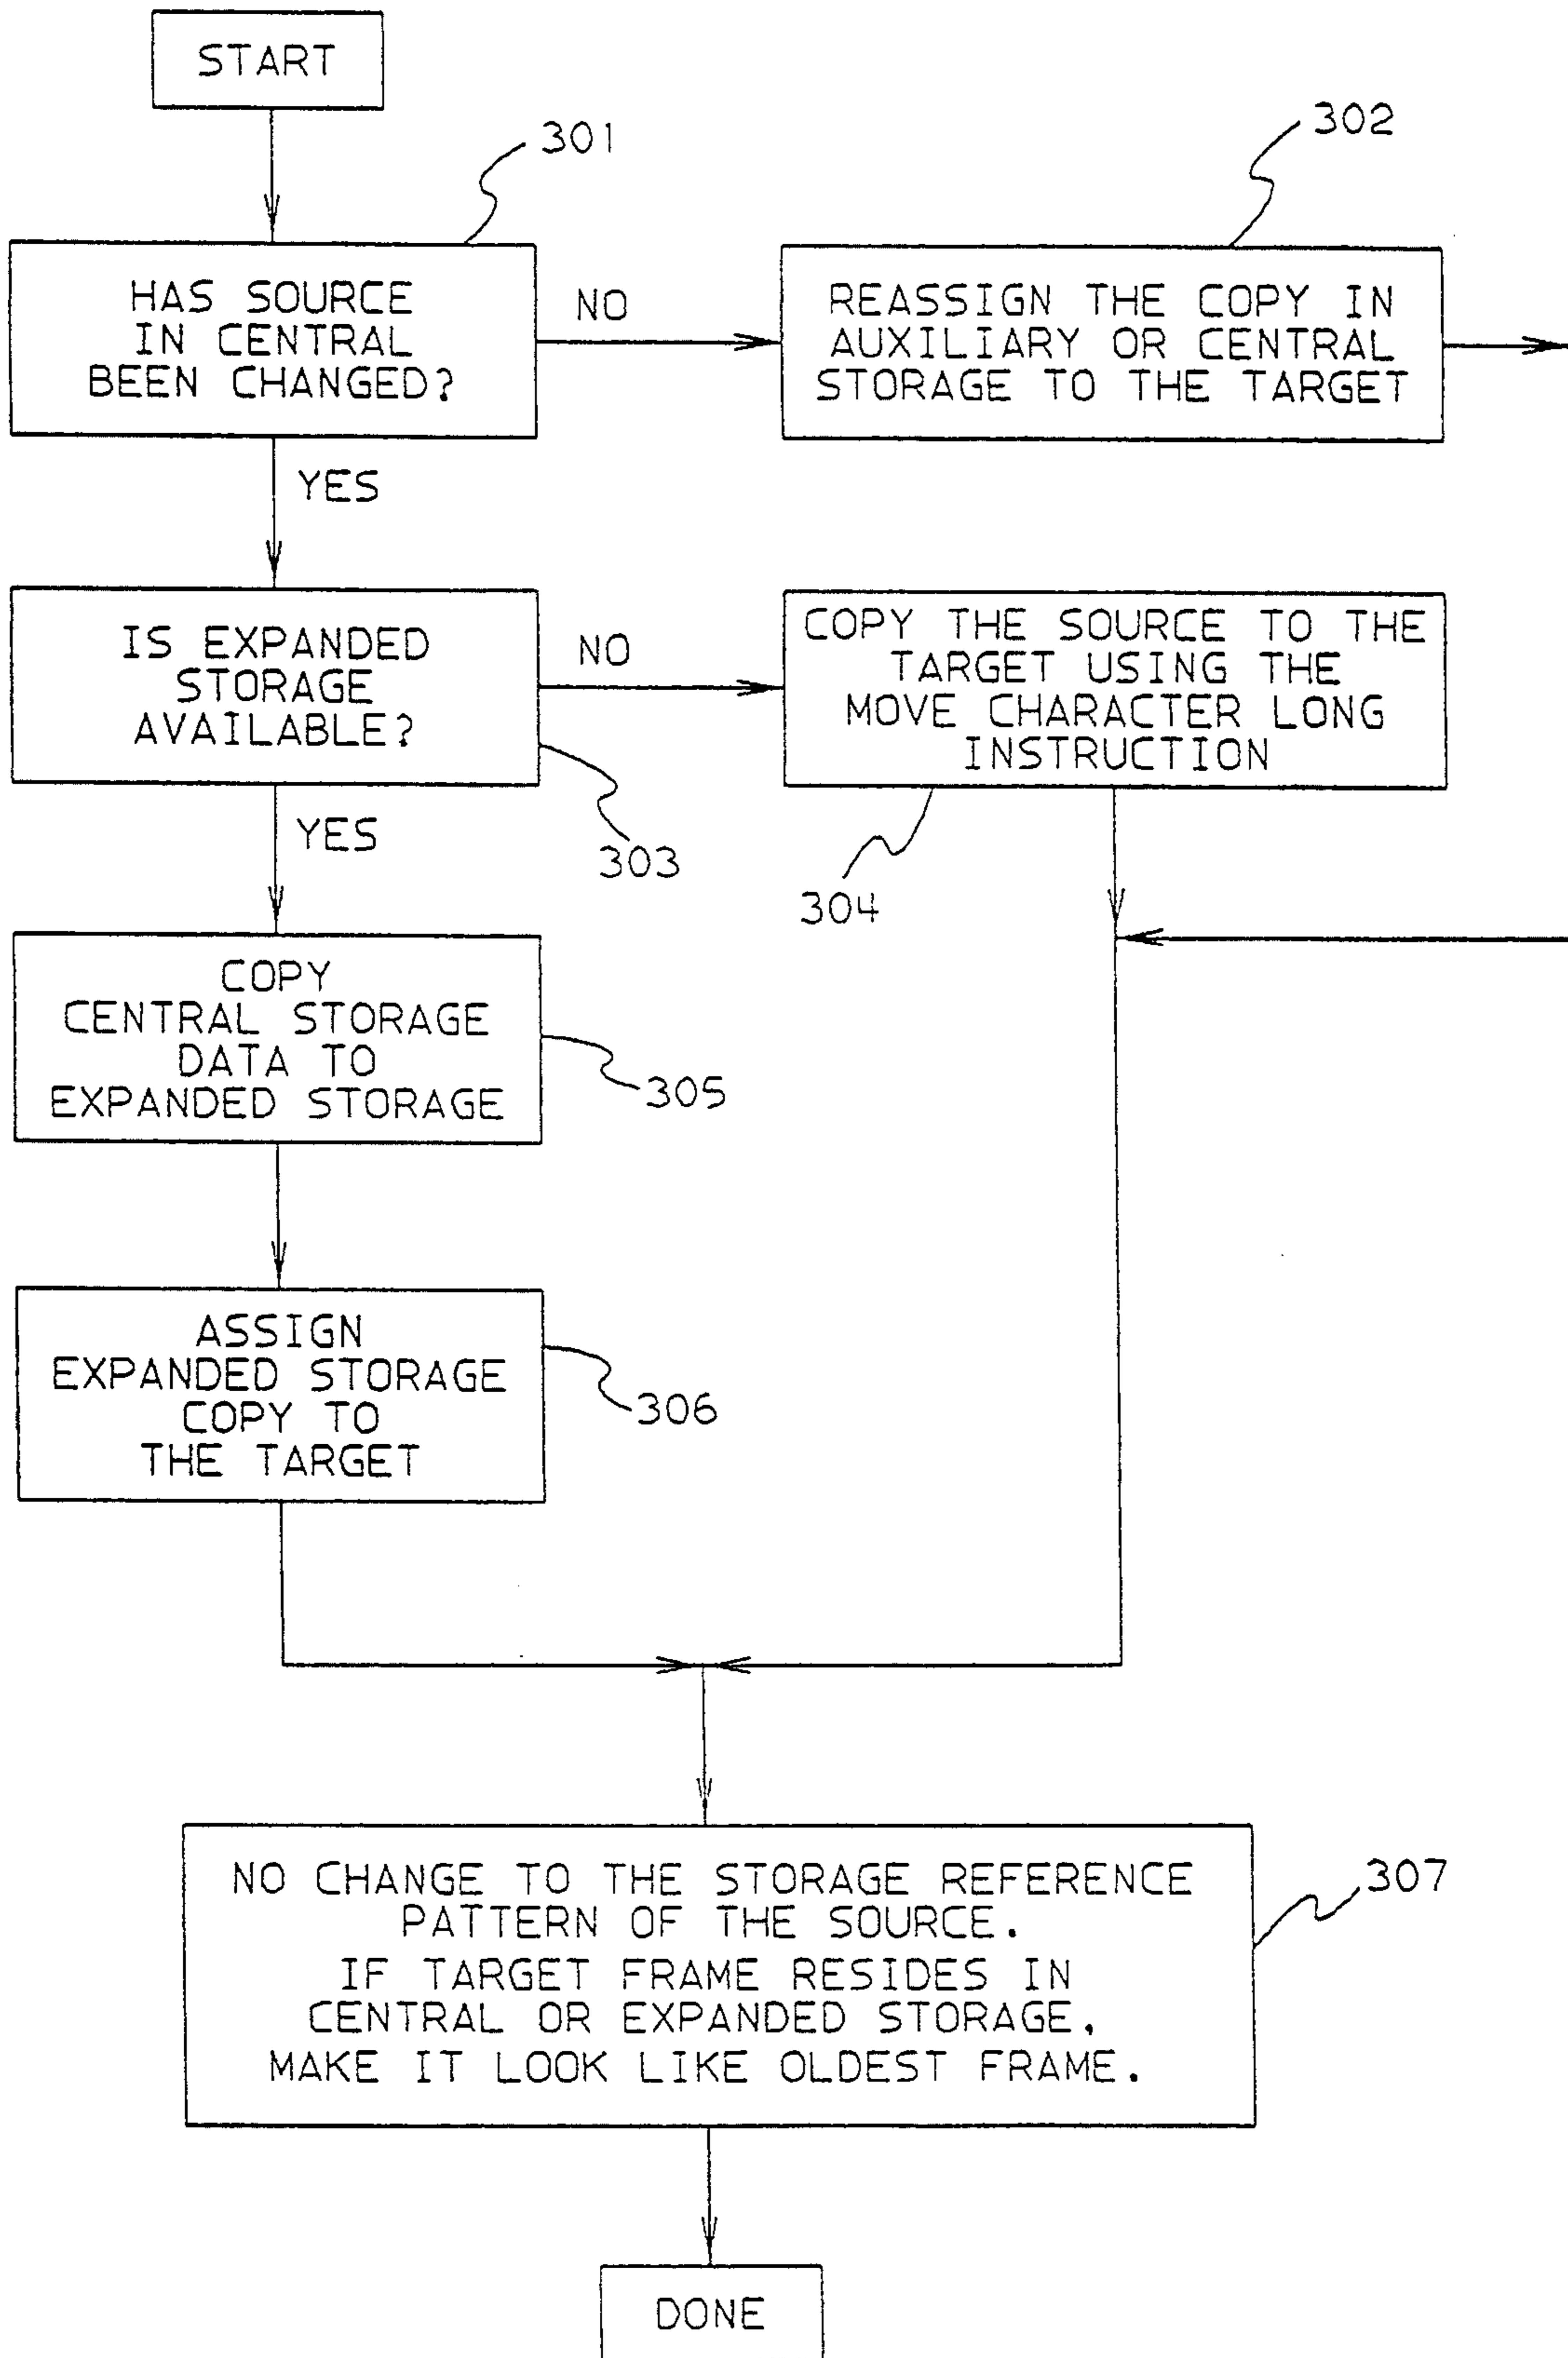 START
301
302
HAS SOURCE
IN CENTRAL
BEEN CHANGED?
NO
REASSIGN THE COPY IN
AUXILIARY OR CENTRAL
STORAGE TO THE TARGET
YES
IS EXPANDED
STORAGE
AVAILABLE?
NO
COPY THE SOURCE TO THE
TARGET USING THE
MOVE CHARACTER LONG
INSTRUCTION
303
304
YES
COPY
CENTRAL STORAGE
DATA TO
EXPANDED STORAGE
305
ASSIGN
EXPANDED STORAGE
COPY TO
THE TARGET
306
NO CHANGE TO THE STORAGE REFERENCE
PATTERN OF THE SOURCE.
IF TARGET FRAME RESIDES IN
CENTRAL OR EXPANDED STORAGE,
MAKE IT LOOK LIKE OLDEST FRAME.
307
DONE